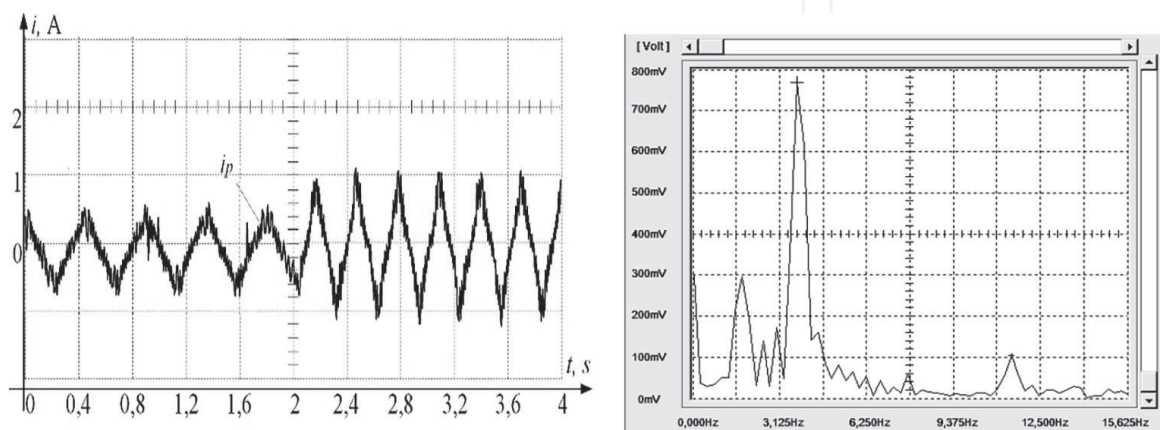 i, A
2
1
0
ip
t, s
0 0,4 0,8 1,2 1,6 2 2,4 2,8 3,2 3,6 4
[ Volt ]
800mV
700mV
600mV
500mV
400mV
300mV
200mV
100mV
0mV
0,000Hz 3,125Hz 6,250Hz 9,375Hz 12,500Hz 15,625Hz